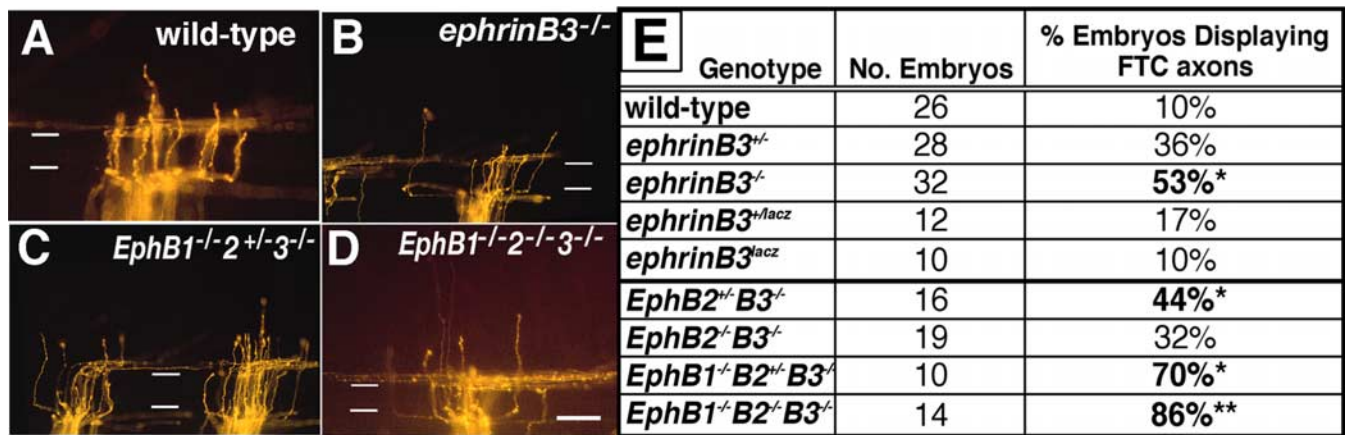 A wild-type
B ephrinB3-/-
C EphB1-/-2+/-3-/-
D EphB1-/-2-/-3-/-
E Genotype No. Embryos % Embryos Displaying FTC axons
wild-type 26 10%
ephrinB3+/- 28 36%
ephrinB3-/- 32 53%*
ephrinB3+/lacz 12 17%
ephrinB3lacz 10 10%
EphB2+/-B3-/- 16 44%*
EphB2-/-B3-/- 19 32%
EphB1-/-B2+/-B3-/- 10 70%*
EphB1-/-B2-/-B3-/- 14 86%**